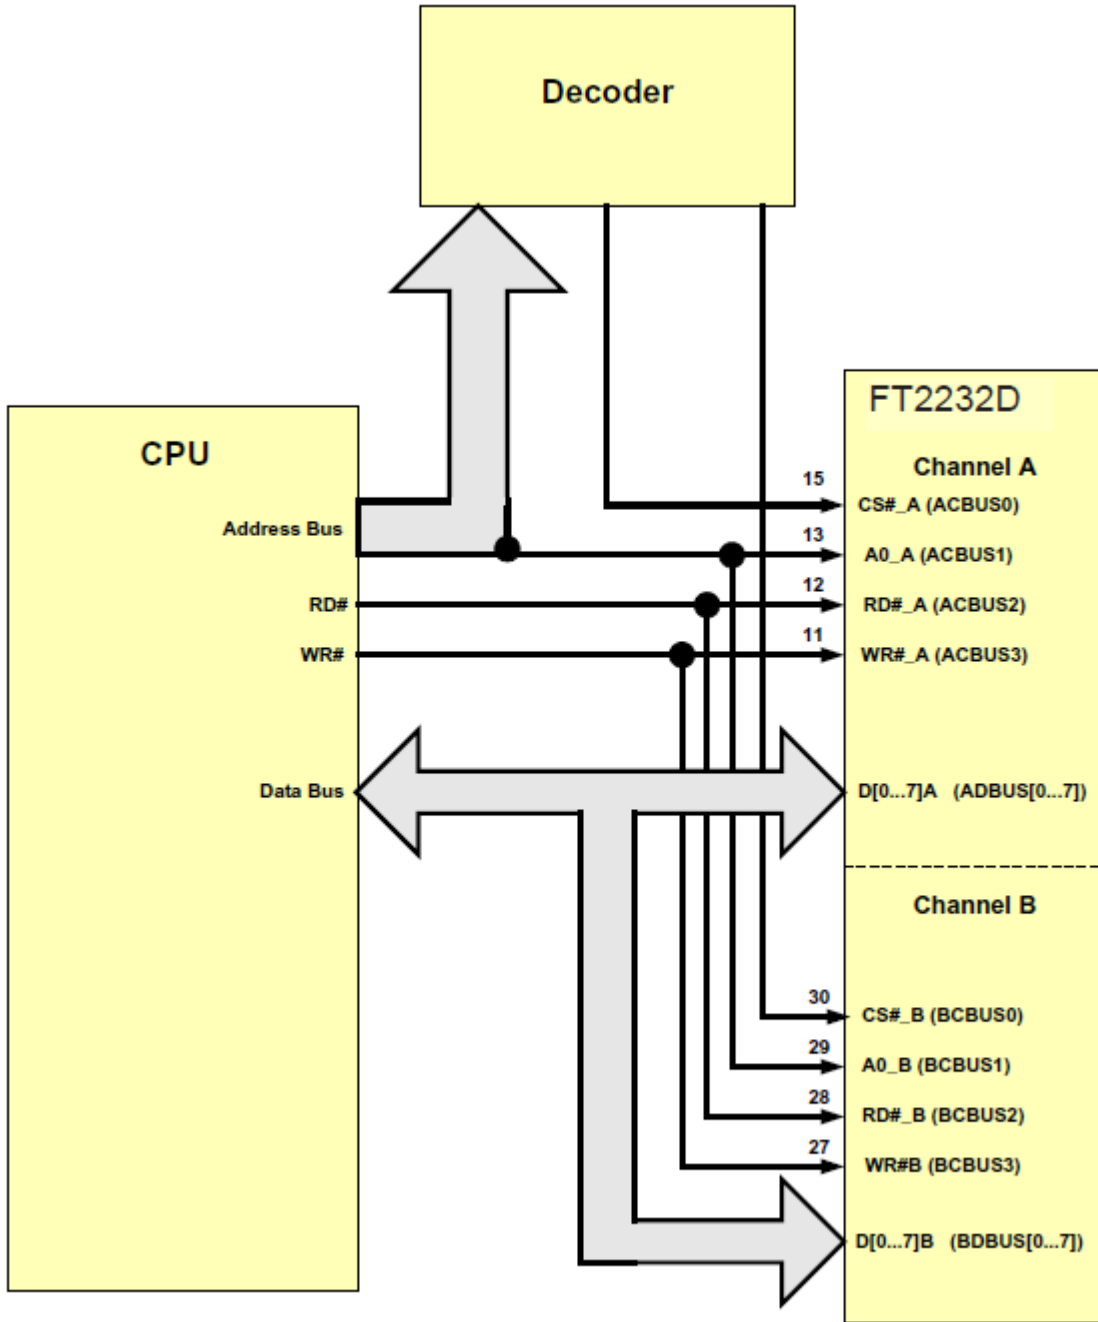 Decoder
CPU
Address Bus
RD#
WR#
Data Bus
FT2232D
Channel A
15
CS#_A (ACBUS0)
13
A0_A (ACBUS1)
12
RD#_A (ACBUS2)
11
WR#_A (ACBUS3)
D[0...7]A (ADBUS[0...7])
Channel B
30
CS#_B (BCBUS0)
29
A0_B (BCBUS1)
28
RD#_B (BCBUS2)
27
WR#B (BCBUS3)
D[0...7]B (BDBUS[0...7])